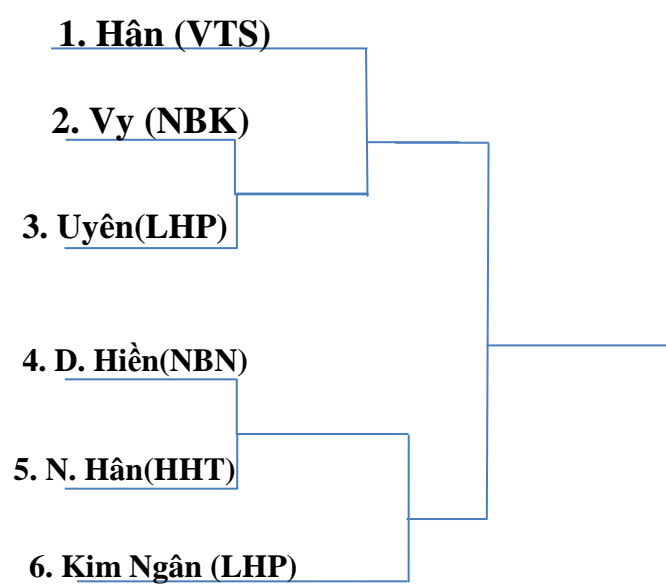 1. Hân (VTS)
2. Vy (NBK)
3. Uyên(LHP)
4. D. Hiền(NBN)
5. N. Hân(HHT)
6. Kim Ngân (LHP)